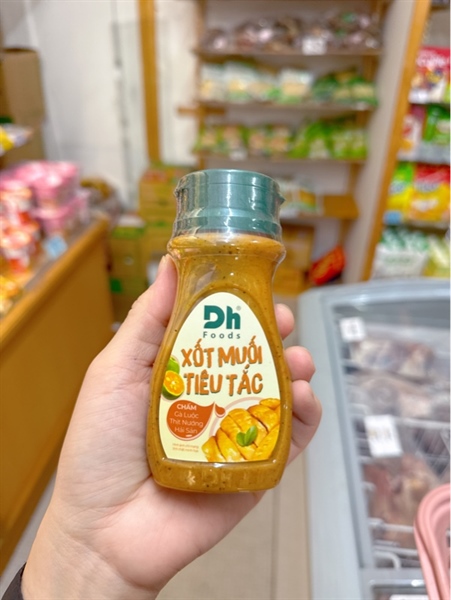 Dh
Foods
XỐT MUỐI
TIÊU TẮC
CHẤM
Gà Luộc
Thịt Nướng
Hải Sản